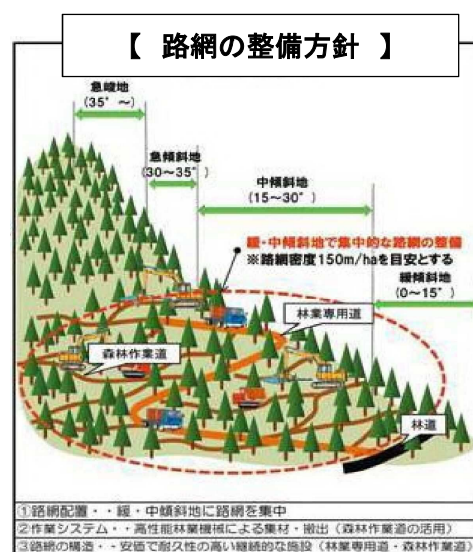 【 路網の整備方針 】
急峻地
(35°～)
急傾斜地
(30～35°)
中傾斜地
(15～30°)
緩・中傾斜地で集中的な路網の整備
※路網密度150m/haを目安とする
緩傾斜地
(0～15°)
林業専用道
森林作業道
林道
①路網配置・・緩・中傾斜地に路網を集中
②作業システム・・高性能林業機械による集材・搬出（森林作業道の活用）
③路網の構造・・安価で耐久性の高い継続的な施設（林業専用道・森林作業道）